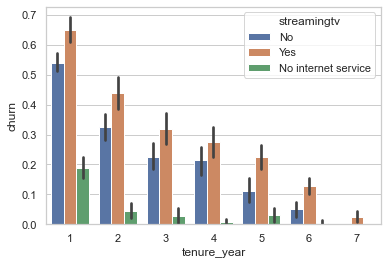 streamingtv
No
Yes
No internet service
churn
0.7
0.6
0.5
0.4
0.3
0.2
0.1
0.0
1 2 3 4 5 6 7
tenure_year